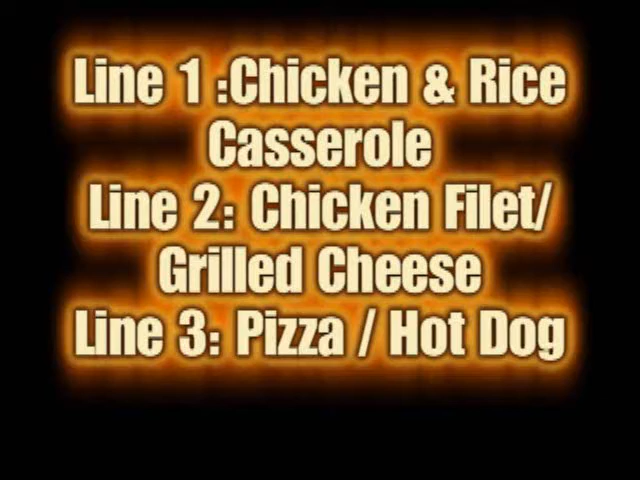 Line 1 :Chicken & Rice
Casserole
Line 2: Chicken Filet/
Grilled Cheese
Line 3: Pizza / Hot Dog